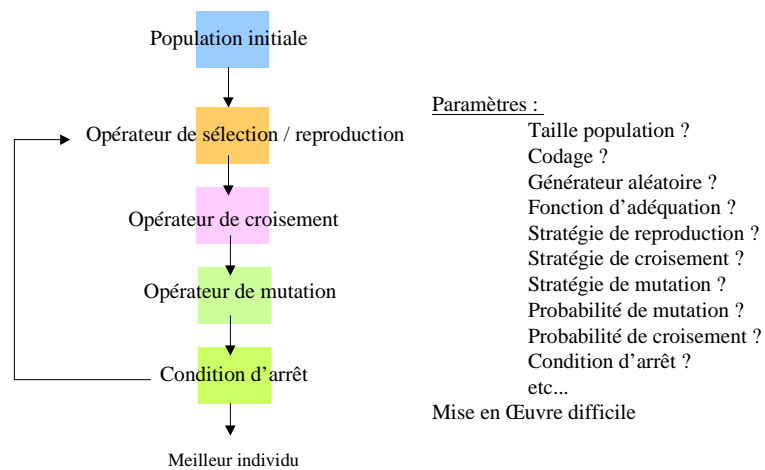 Population initiale
Opérateur de sélection / reproduction
Opérateur de croisement
Opérateur de mutation
Condition d'arrêt
Meilleur individu
Paramètres :
Taille population ?
Codage ?
Générateur aléatoire ?
Fonction d'adéquation ?
Stratégie de reproduction ?
Stratégie de croisement ?
Stratégie de mutation ?
Probabilité de mutation ?
Probabilité de croisement ?
Condition d'arrêt ?
etc...
Mise en Œuvre difficile